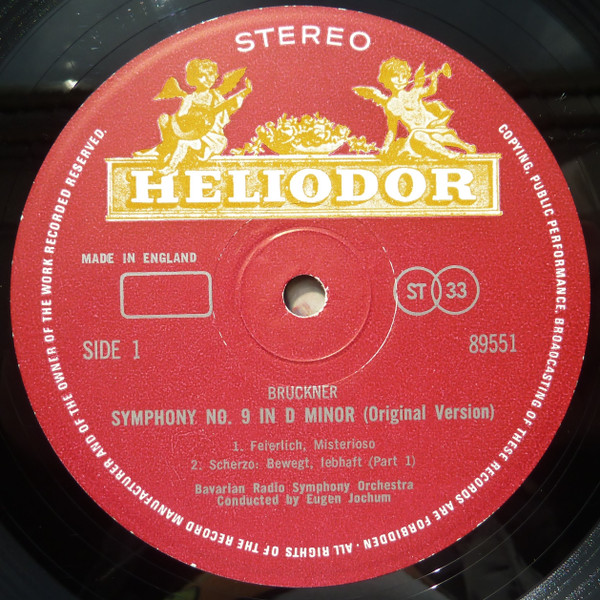 STEREO
HELIODOR
MADE IN ENGLAND
ST 33
SIDE 1
89551
BRUCKNER
SYMPHONY NO. 9 IN D MINOR (Original Version)
1. Feierlich, Misterioso
2. Scherzo: Bewegt, lebhaft (Part 1)
Bavarian Radio Symphony Orchestra
Conducted by Eugen Jochum
COPYING, PUBLIC PERFORMANCE, BROADCASTING OF THESE RECORDS ARE FORBIDDEN · ALL RIGHTS OF THE RECORD MANUFACTURER AND OF THE OWNER OF THE WORK RECORDED RESERVED.